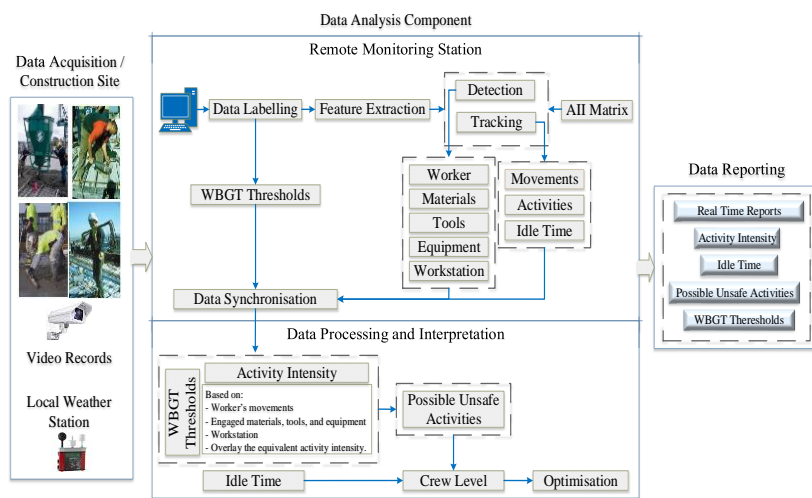 Data Analysis Component
Data Acquisition /
Construction Site
Video Records
Local Weather
Station
Remote Monitoring Station
Data Labelling
Feature Extraction
Detection
Tracking
AII Matrix
WBGT Thresholds
Worker
Materials
Tools
Equipment
Workstation
Movements
Activities
Idle Time
Data Synchronisation
Data Processing and Interpretation
WBGT
Thresholds
Activity Intensity
Based on:
- Worker's movements
- Engaged materials, tools, and equipment
- Workstation
- Overlay the equivalent activity intensity.
Possible Unsafe
Activities
Idle Time
Crew Level
Optimisation
Data Reporting
Real Time Reports
Activity Intensity
Idle Time
Possible Unsafe Activities
WBGT Theresholds